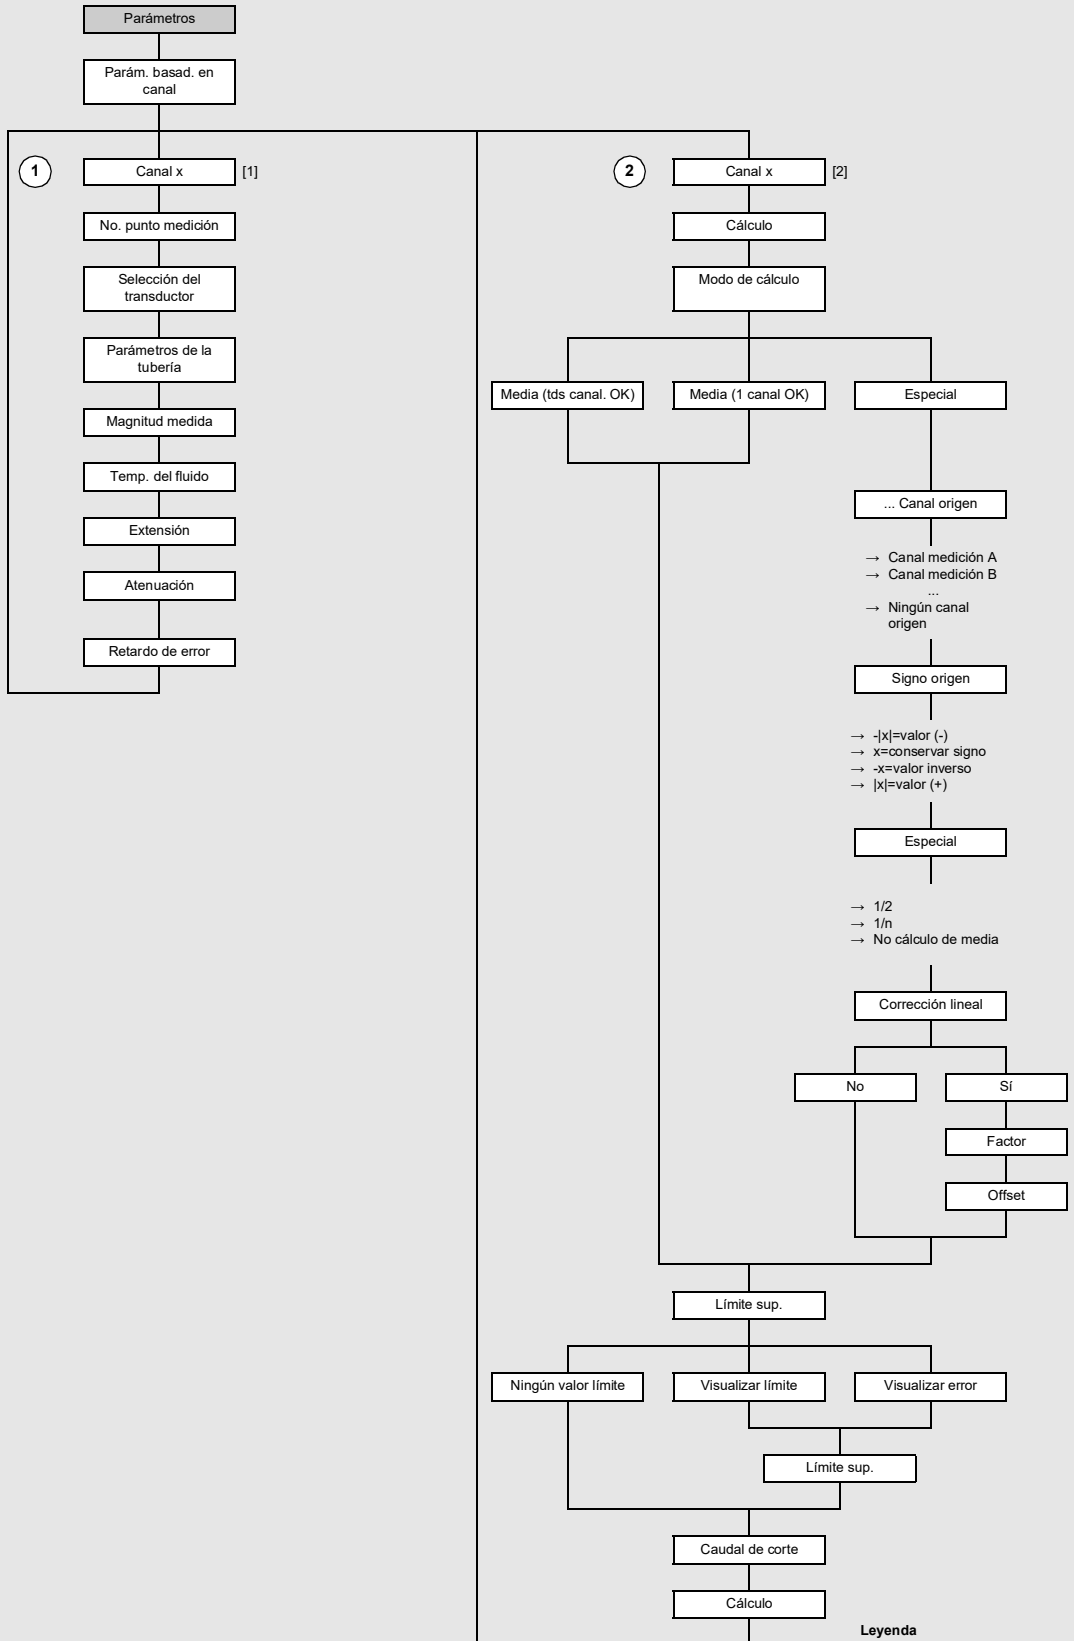 Parámetros
Parám. basad. en
canal
1
Canal x
[1]
No. punto medición
Selección del
transductor
Parámetros de la
tubería
Magnitud medida
Temp. del fluido
Extensión
Atenuación
Retardo de error
2
Canal x
[2]
Cálculo
Modo de cálculo
Media (tds canal. OK)
Media (1 canal OK)
Especial
... Canal origen
→ Canal medición A
→ Canal medición B
...
→ Ningún canal
origen
Signo origen
→ -|x|=valor (-)
→ x=conservar signo
→ -x=valor inverso
→ |x|=valor (+)
Especial
→ 1/2
→ 1/n
→ No cálculo de media
Corrección lineal
No
Sí
Factor
Offset
Límite sup.
Ningún valor límite
Visualizar límite
Visualizar error
Límite sup.
Caudal de corte
Cálculo
Leyenda